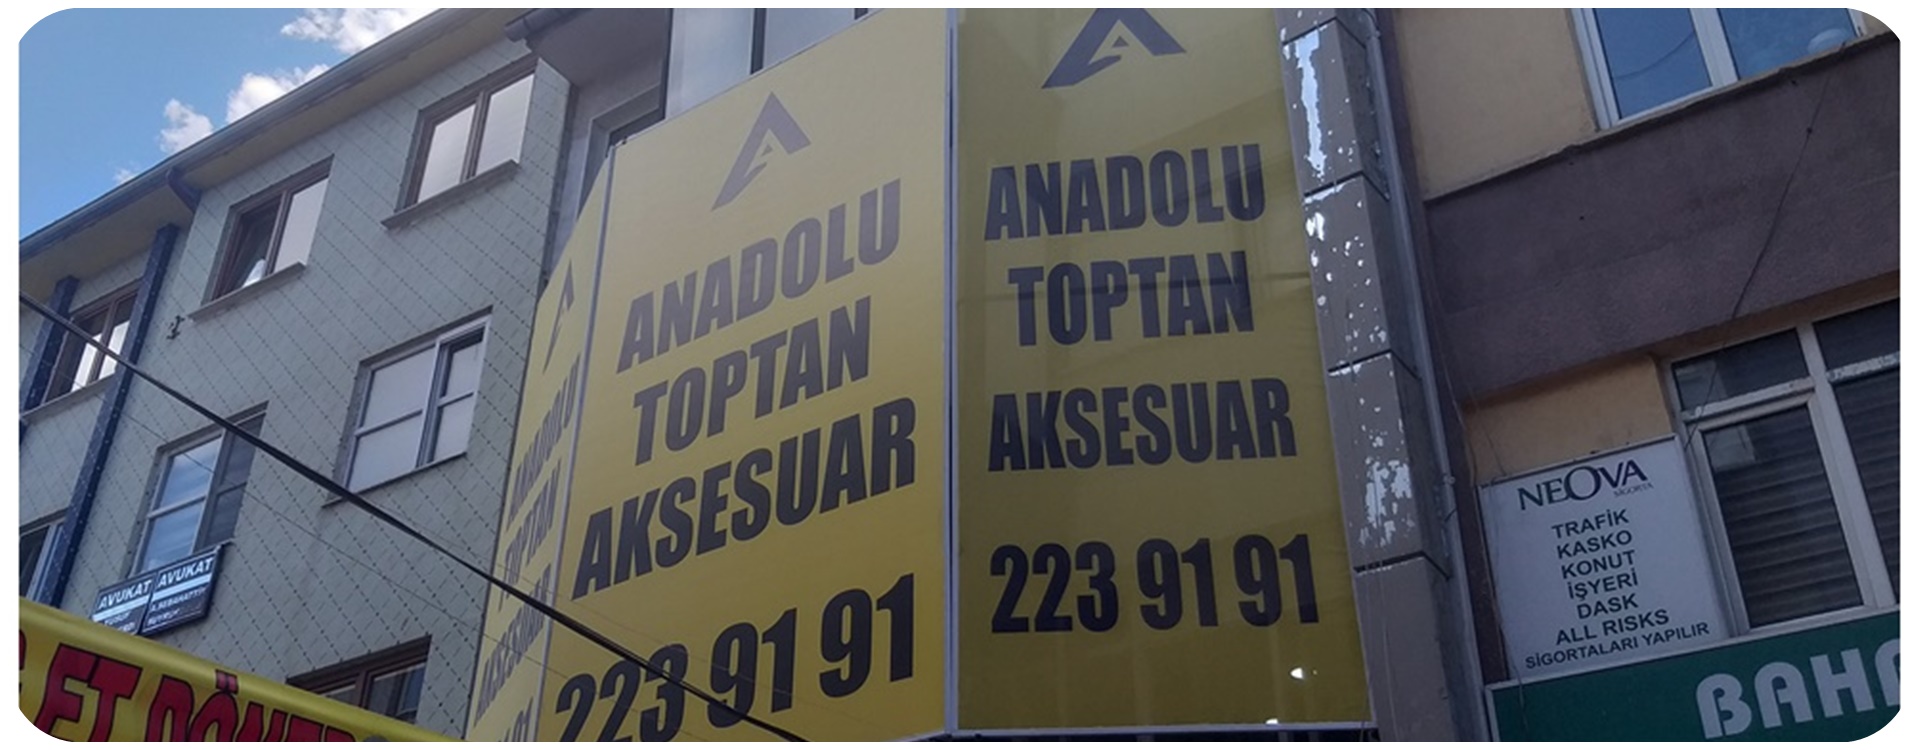 ANADOLU
TOPTAN
AKSESUAR
223 91 91
ANADOLU
TOPTAN
AKSESUAR
223 91 91
ANADOLU
TOPTAN
AKSESUAR
AVUKAT
AVUKAT
ET DÖNER
NEOVA
SİGORTA
TRAFİK
KASKO
KONUT
İŞYERİ
DASK
ALL RISKS
SİGORTALARI YAPILIR
BAHA